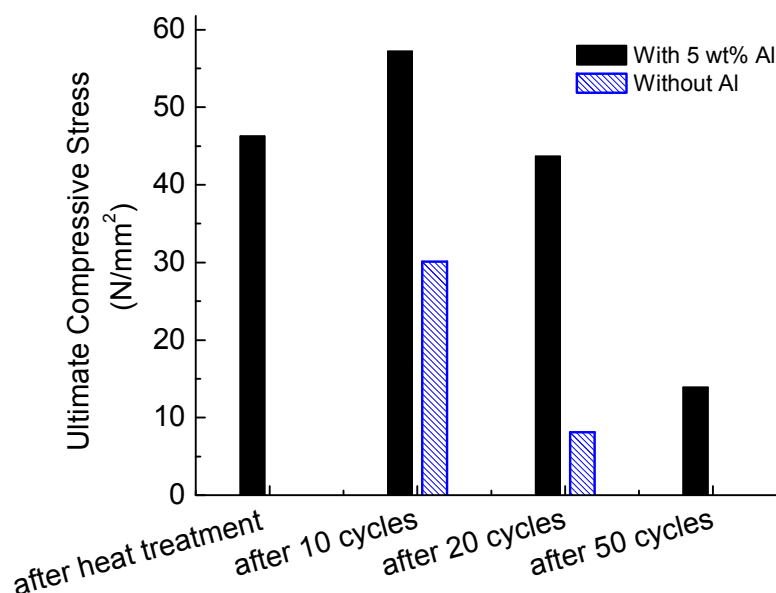 60
50
40
30
20
10
0
Ultimate Compressive Stress
(N/mm²)
With 5 wt% Al
Without Al
after heat treatment
after 10 cycles
after 20 cycles
after 50 cycles